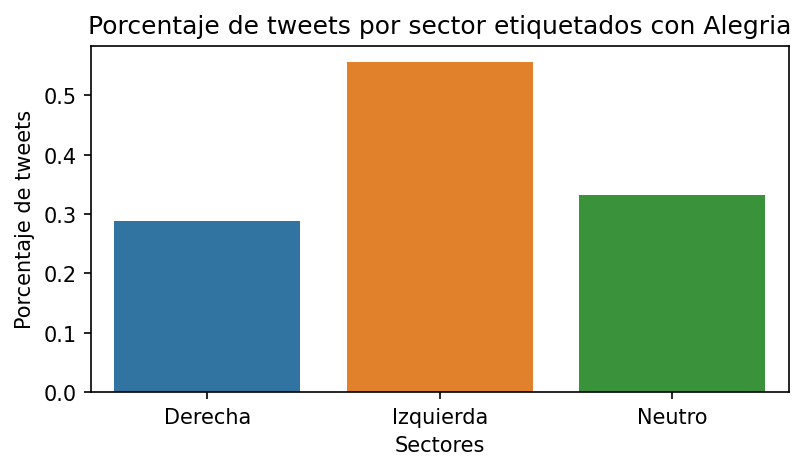 Porcentaje de tweets por sector etiquetados con Alegria
Porcentaje de tweets
0.5
0.4
0.3
0.2
0.1
0.0
Derecha
Izquierda
Neutro
Sectores